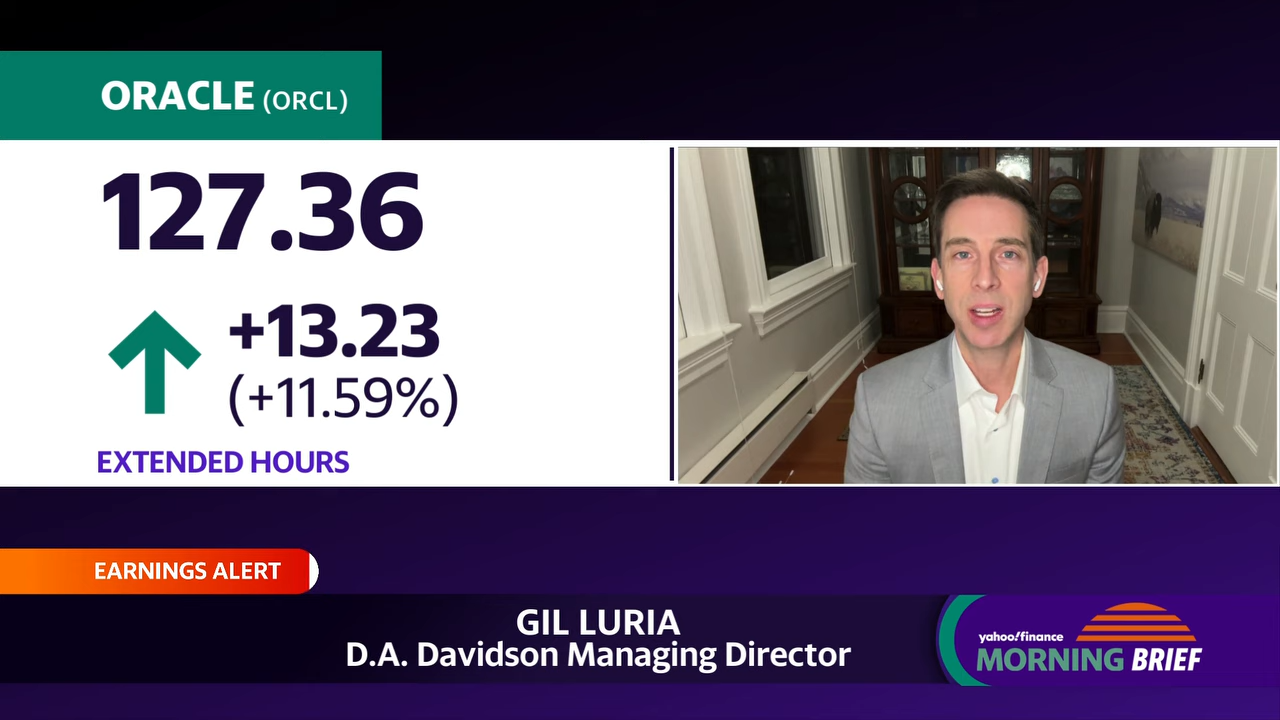 ORACLE (ORCL)
127.36
+13.23
(+11.59%)
EXTENDED HOURS
EARNINGS ALERT
GIL LURIA
D.A. Davidson Managing Director
yahoo!finance
MORNING BRIEF